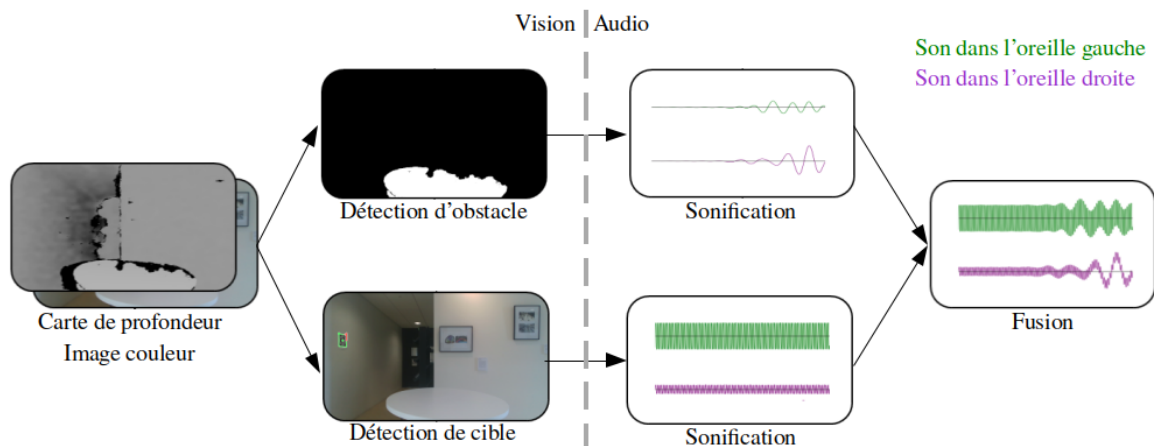 Vision
Audio
Son dans l'oreille gauche
Son dans l'oreille droite
Détection d'obstacle
Sonification
Carte de profondeur
Image couleur
Fusion
Détection de cible
Sonification